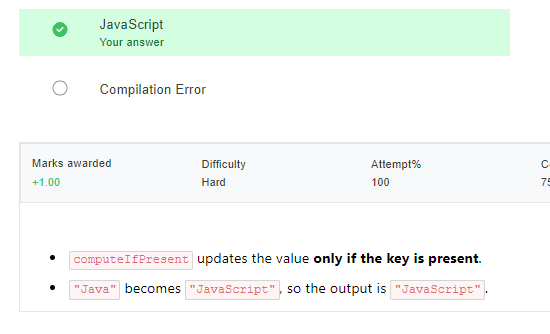 JavaScript
Your answer
Compilation Error
Marks awarded Difficulty Attempt% C
+1.00 Hard 100 75
computeIfPresent updates the value only if the key is present.
"Java" becomes "JavaScript", so the output is "JavaScript".